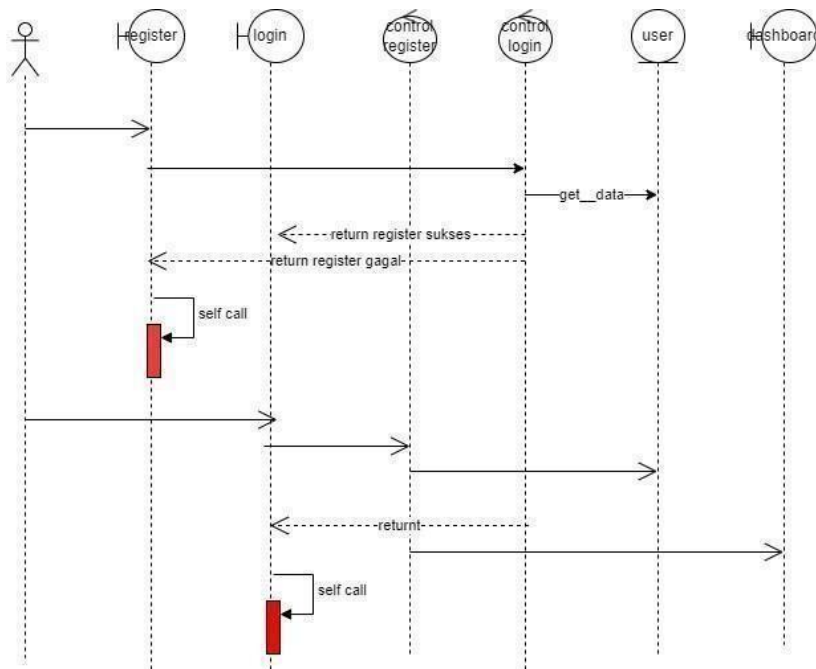 register
login
control
register
control
login
user
dashboard
get__data
return register sukses
return register gagal
self call
returnt
self call